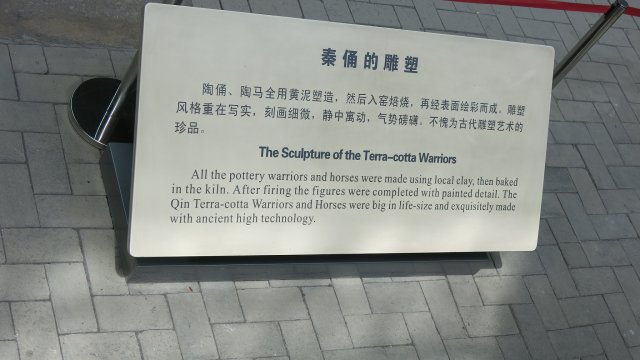 秦俑的雕塑
陶俑、陶马全用黄泥塑造，然后入窑焙烧，再经表面绘彩而成。雕塑
风格重在写实，刻画细微，静中寓动，气势磅礴。不愧为古代雕塑艺术的
珍品。
The Sculpture of the Terra-cotta Warriors
All the pottery warriors and horses were made using local clay, then baked
in the kiln. After firing the figures were completed with painted detail. The
Qin Terra-cotta Warriors and Horses were big in life-size and exquisitely made
with ancient high technology.